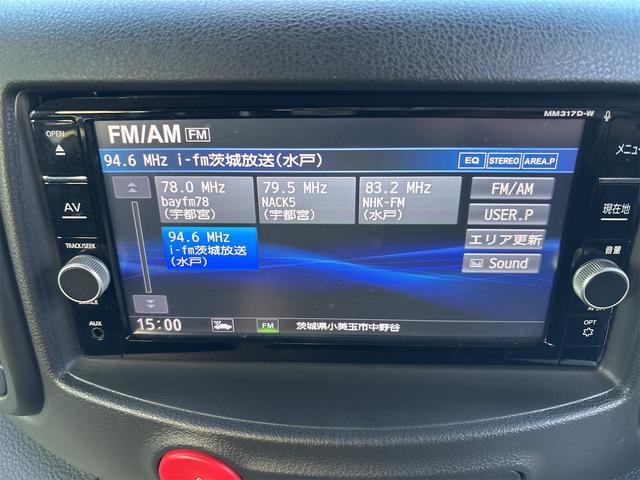 MM317D-W
OPEN
FM/AM FM
メニュー
94.6 MHz i-fm茨城放送(水戸)
EQ STEREO AREA.P
78.0 MHz
bayfm78
(宇都宮)
79.5 MHz
NACK5
(宇都宮)
83.2 MHz
NHK-FM
(水戸)
FM/AM
AV
USER.P
現在地
94.6 MHz
i-fm茨城放送
(水戸)
エリア更新
TRACK/SEEK
音量
Sound
AUX
15:00
FM
茨城県小美玉市中野谷
OPT